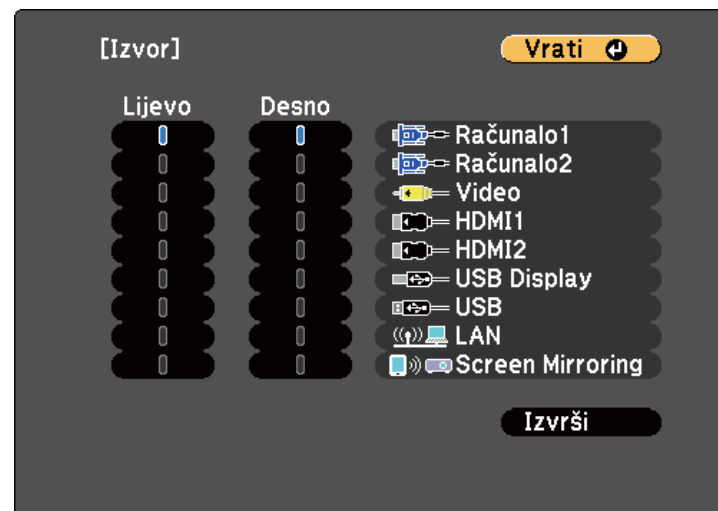 [Izvor]
Vrati
Lijevo Desno
Računalo1
Računalo2
Video
HDMI1
HDMI2
USB Display
USB
LAN
Screen Mirroring
Izvrši